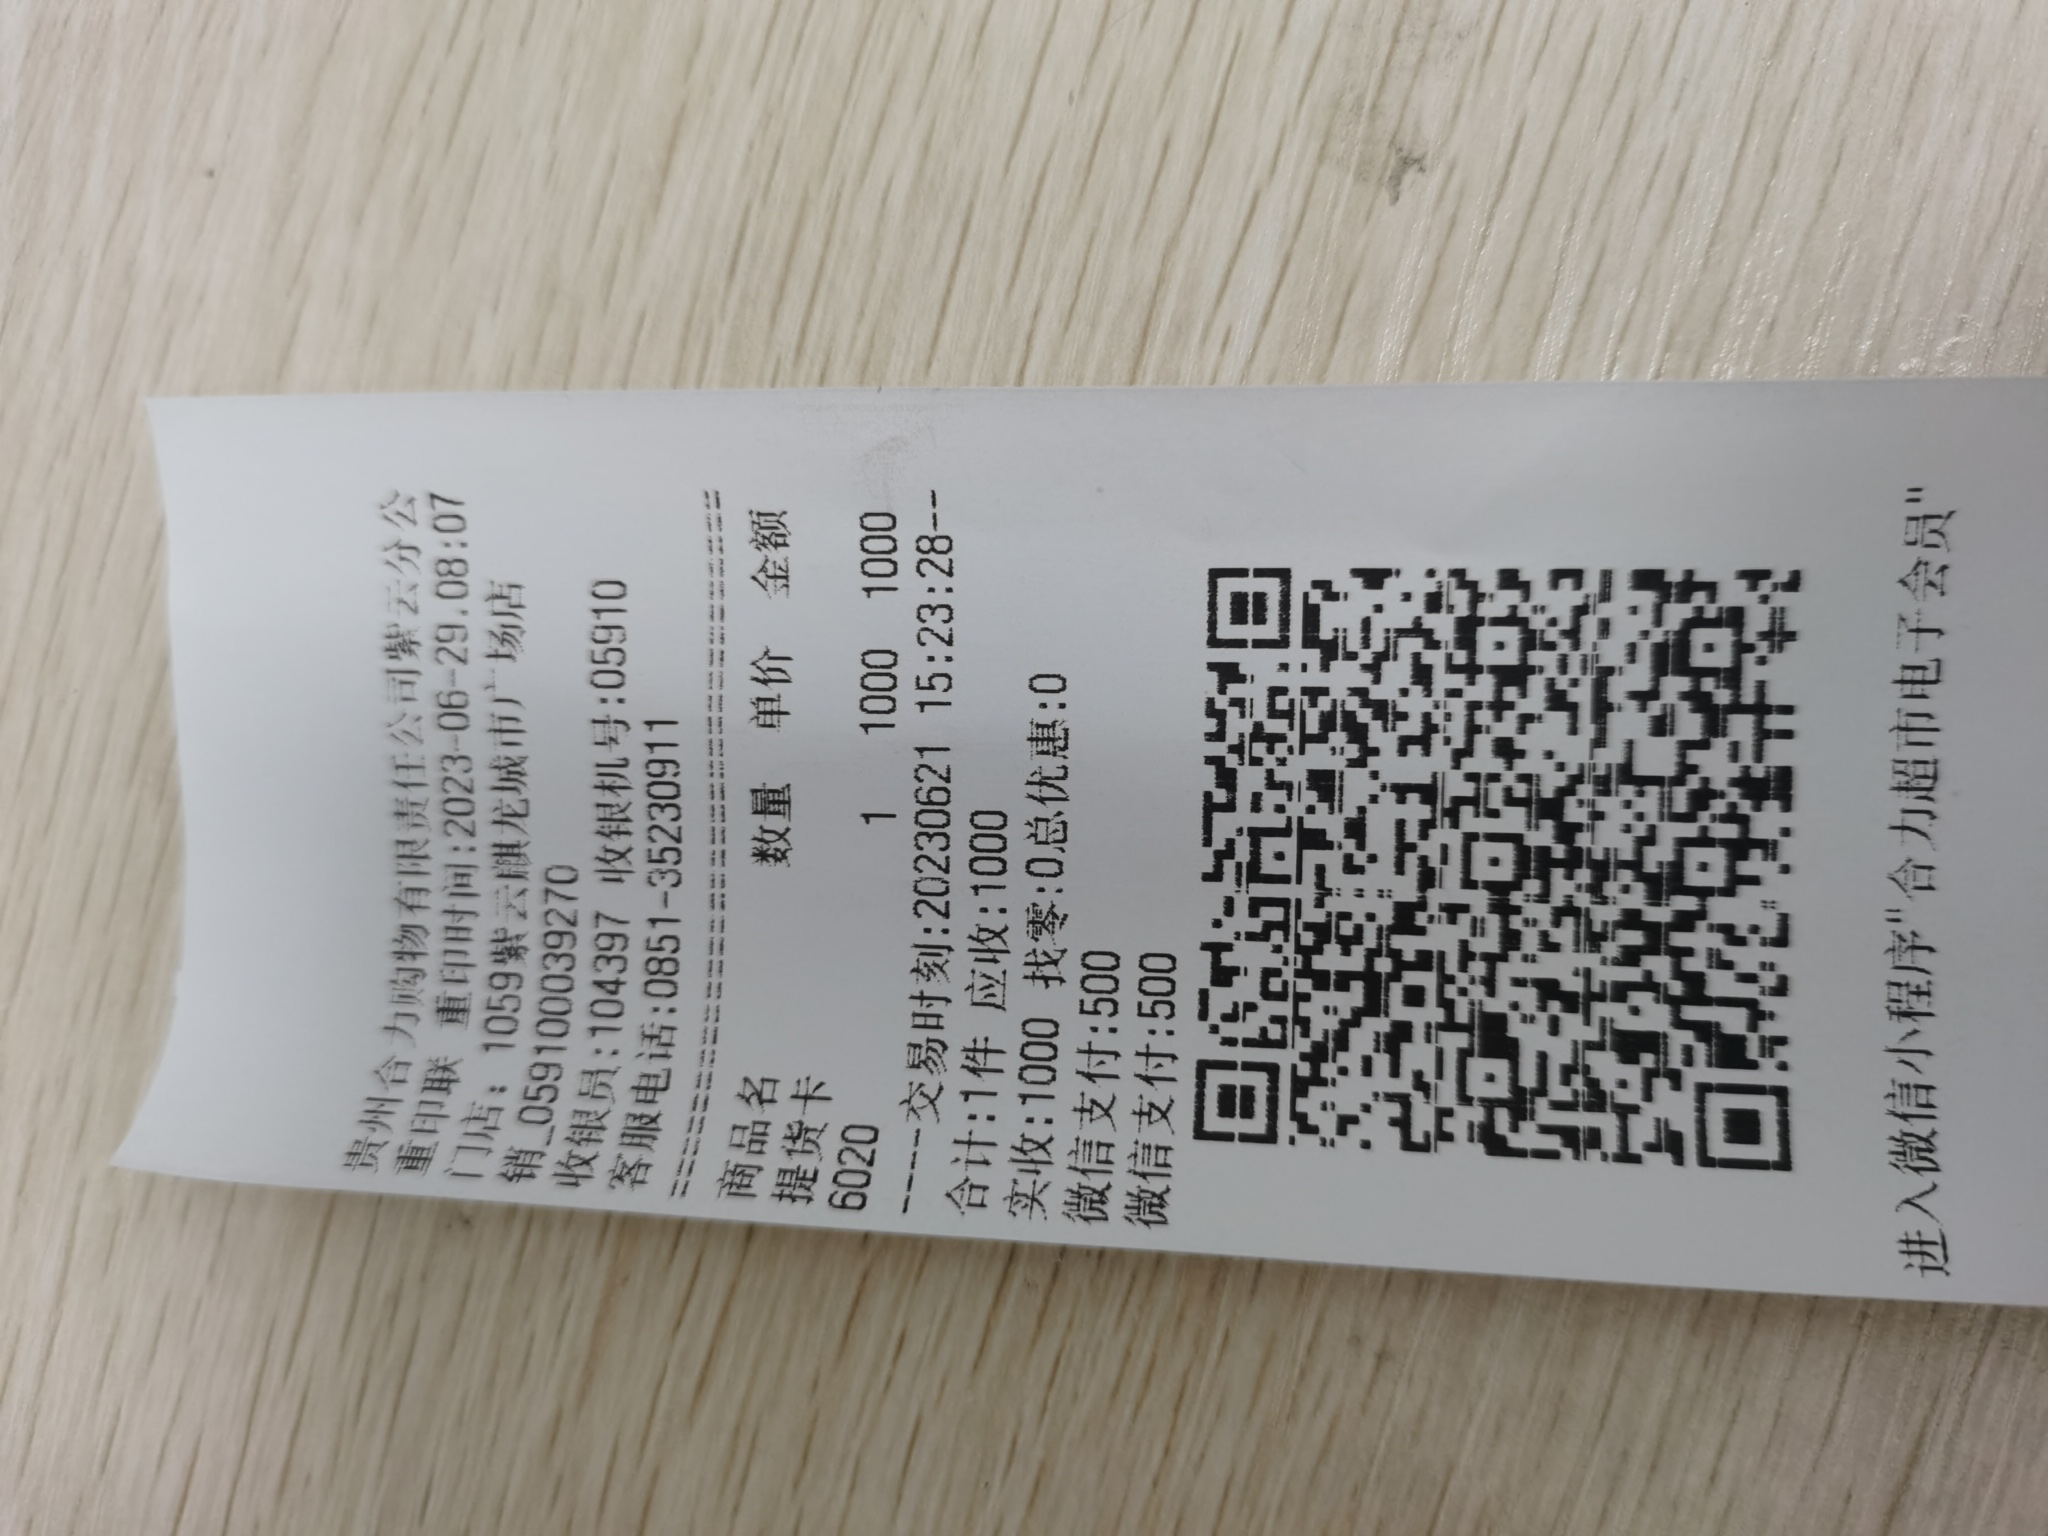 贵州合力购物有限责任公司紫云分公
重印联 重印时间:2023-06-29.08:07
门店: 1059紫云麒龙城市广场店
销_059100039270
收银员:104397 收银机号:05910
客服电话:0851-35230911
商品名 数量 单价 金额
提货卡
6020 1 1000 1000
----交易时刻:20230621 15:23:28--
合计:1件 应收:1000
实收:1000 找零:0总优惠:0
微信支付:500
微信支付:500
进入微信小程序"合力超市电子会员"